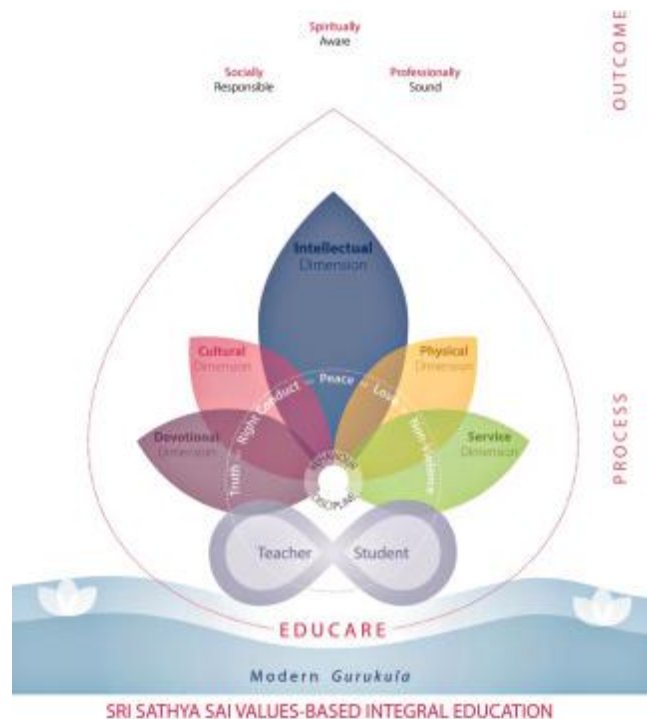 Spiritually
Aware
Socially
Responsible
Professionally
Sound
OUTCOME
Intellectual
Dimension
Cultural
Dimension
Physical
Dimension
Devotional
Dimension
Service
Dimension
Truth Right Conduct Peace Love Non-Violence
DISCIPLINE
PROCESS
Teacher
Student
EDUCARE
Modern Gurukula
SRI SATHYA SAI VALUES-BASED INTEGRAL EDUCATION